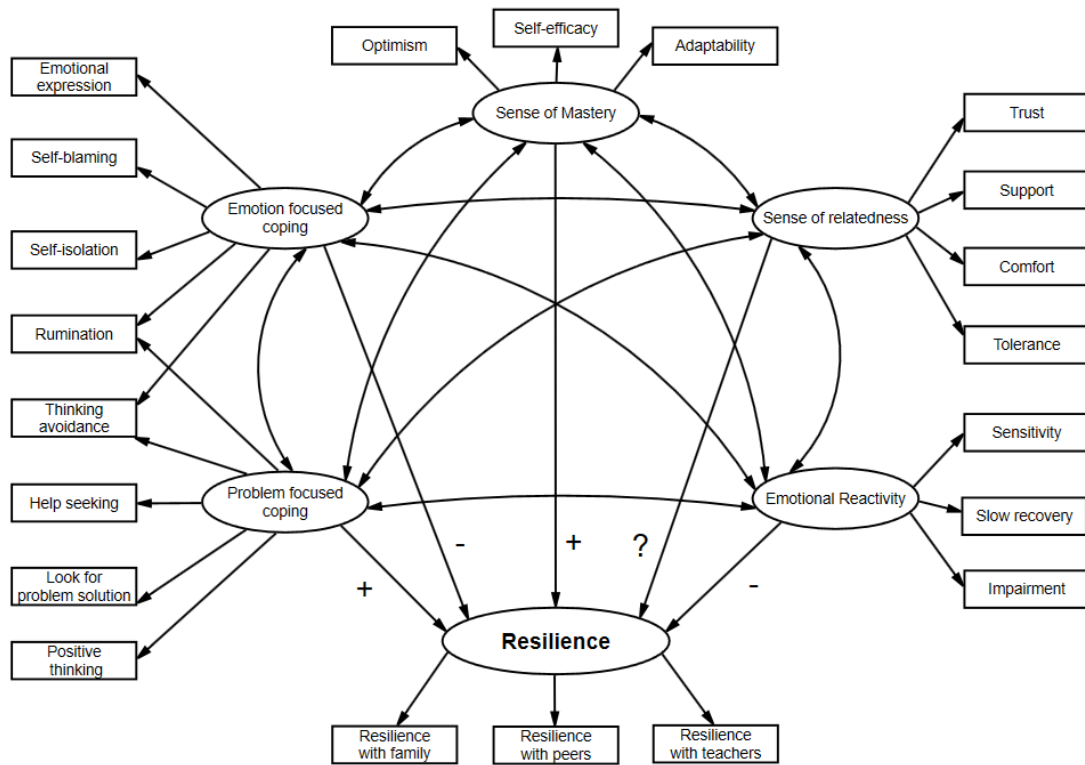 Self-efficacy
Optimism
Adaptability
Emotional
expression
Sense of Mastery
Trust
Self-blaming
Support
Emotion focused
coping
Sense of relatedness
Self-isolation
Comfort
Rumination
Tolerance
Thinking
avoidance
Sensitivity
Help seeking
Problem focused
coping
Emotional Reactivity
Slow recovery
-
+
?
Look for
problem solution
+
-
Impairment
Positive
thinking
Resilience
Resilience
with family
Resilience
with peers
Resilience
with teachers